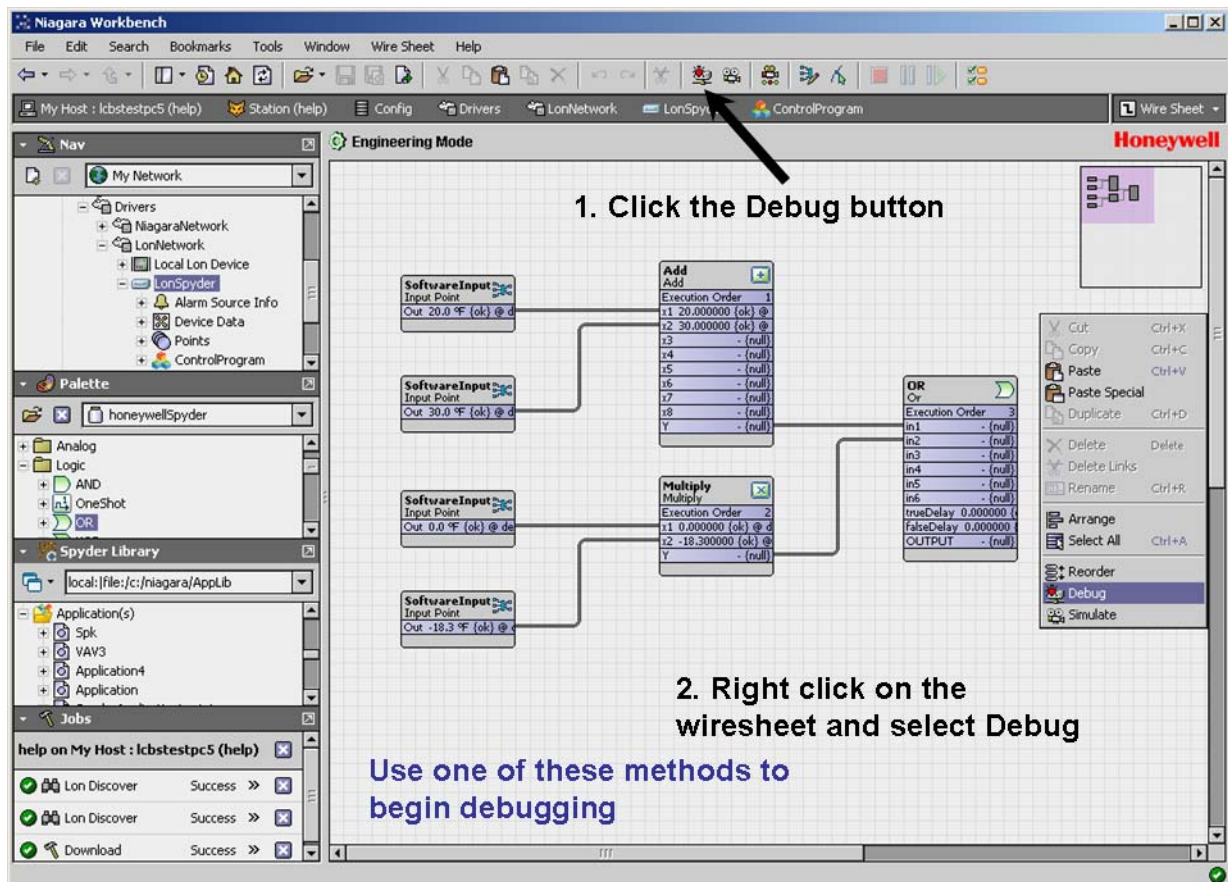 Niagara Workbench
File Edit Search Bookmarks Tools Window Wire Sheet Help
My Host : lcbstestpc5 (help) Station (help) Config Drivers LonNetwork LonSpy ControlProgram Wire Sheet
Nav
My Network
Drivers
NiagaraNetwork
LonNetwork
Local Lon Device
LonSpyder
Alarm Source Info
Device Data
Points
ControlProgram
Palette
honeywellSpyder
Analog
Logic
AND
OneShot
OR
Spyder Library
local:|file:/c:/niagara/AppLib
Application(s)
Spk
VAV3
Application4
Application
Jobs
help on My Host : lcbstestpc5 (help)
Lon Discover Success »
Lon Discover Success »
Download Success »
Engineering Mode
Honeywell
1. Click the Debug button
SoftwareInput
Input Point
Out 20.0 °F {ok} @ d
SoftwareInput
Input Point
Out 30.0 °F {ok} @ d
SoftwareInput
Input Point
Out 0.0 °F {ok} @ de
SoftwareInput
Input Point
Out -18.3 °F {ok} @ d
Add
Add
Execution Order 1
x1 20.000000 {ok} @
x2 30.000000 {ok} @
x3 - {null}
x4 - {null}
x5 - {null}
x6 - {null}
x7 - {null}
x8 - {null}
Y - {null}
Multiply
Multiply
Execution Order 2
x1 0.000000 {ok} @ d
x2 -18.300000 {ok} @
Y - {null}
OR
Or
Execution Order 3
in1 - {null}
in2 - {null}
in3 - {null}
in4 - {null}
in5 - {null}
in6 - {null}
trueDelay 0.000000 {
falseDelay 0.000000 {
OUTPUT - {null}
Cut Ctrl+X
Copy Ctrl+C
Paste Ctrl+V
Paste Special
Duplicate Ctrl+D
Delete Delete
Delete Links
Rename Ctrl+R
Arrange
Select All Ctrl+A
Reorder
Debug
Simulate
2. Right click on the
wiresheet and select Debug
Use one of these methods to
begin debugging